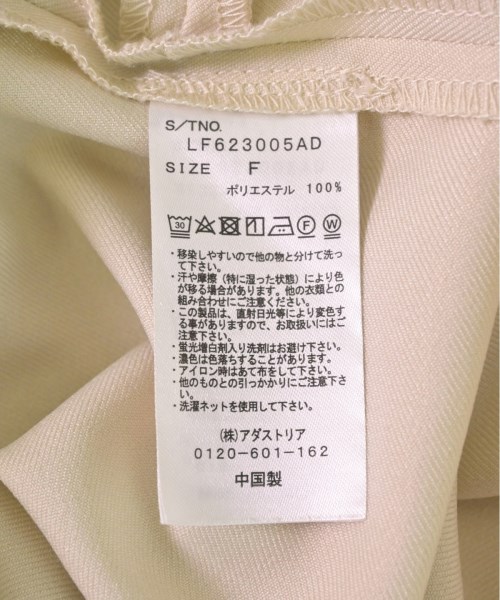 S/TNO.
LF623005AD
SIZE F
ポリエステル 100%
30 F W
・移染しやすいので他の物と分けて洗っ
て下さい。
・汗や摩擦（特に湿った状態）により色
が移る場合があります。他の衣類との
組み合わせにご注意ください。
・この製品は、直射日光等により変色す
る事がありますので、お取扱いにはご
注意下さい。
・蛍光増白剤入り洗剤はお避け下さい。
・濃色は色落ちすることがあります。
・アイロン時はあて布をして下さい。
・他のものとの引っかかりにご注意下さ
い。
・洗濯ネットを使用して下さい。
（株）アダストリア
0120-601-162
中国製